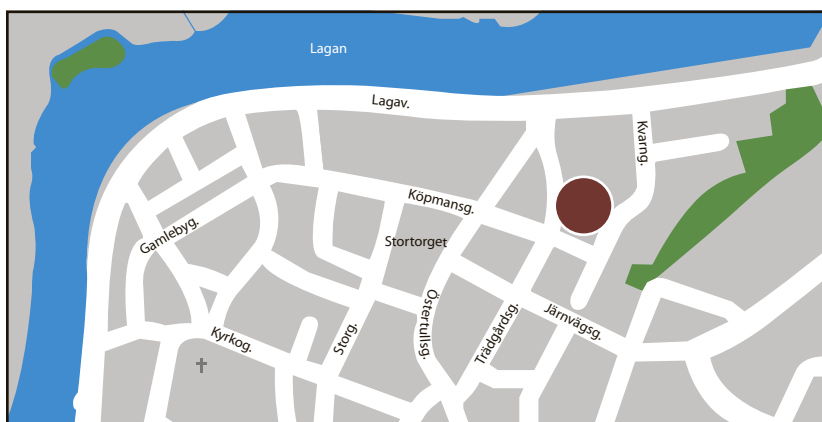 Lagan
Lagav.
Kvarng.
Köpmansg.
Gamlebyg.
Stortorget
Östertullsg.
Storg.
Kyrkog.
Trädgårdsg.
Järnvägsg.